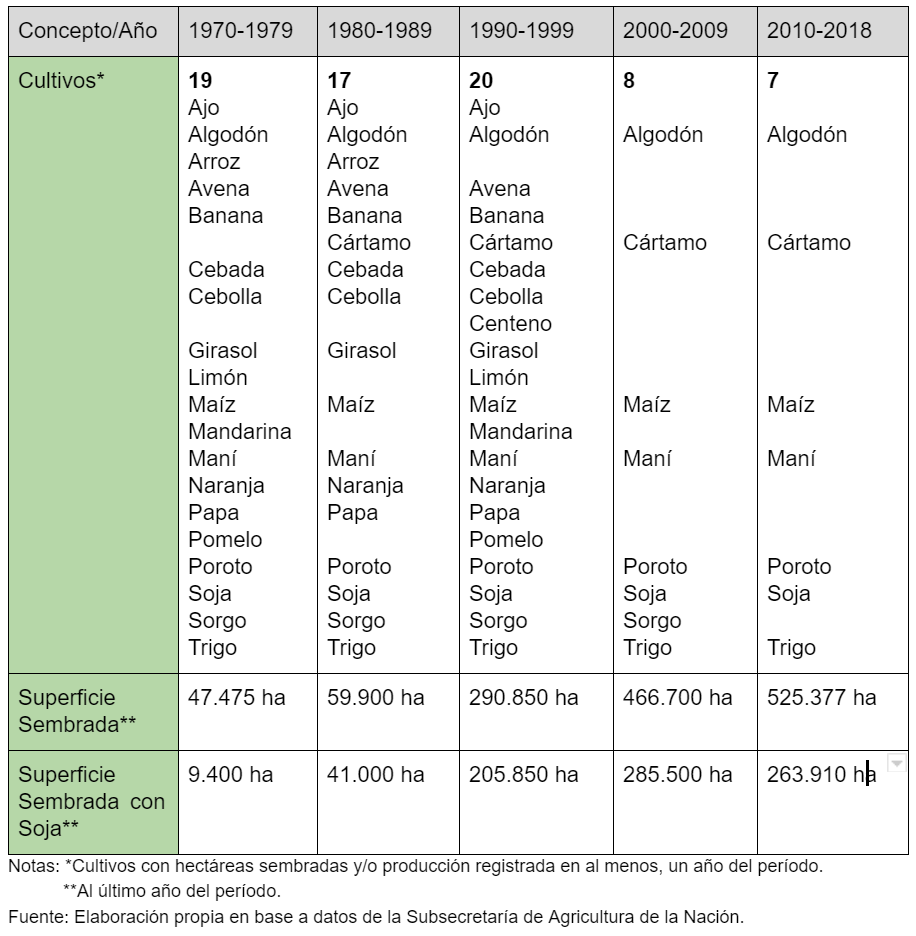 Concepto/Año 1970-1979 1980-1989 1990-1999 2000-2009 2010-2018
Cultivos* 19 17 20 8 7
Ajo Ajo Ajo
Algodón Algodón Algodón Algodón Algodón
Arroz Arroz
Avena Avena Avena
Banana Banana Banana
Cártamo Cártamo Cártamo Cártamo
Cebada Cebada Cebada
Cebolla Cebolla Cebolla
Centeno
Girasol Girasol Girasol
Limón Limón
Maíz Maíz Maíz Maíz Maíz
Mandarina Mandarina
Maní Maní Maní Maní Maní
Naranja Naranja Naranja
Papa Papa Papa
Pomelo Pomelo
Poroto Poroto Poroto Poroto Poroto
Soja Soja Soja Soja Soja
Sorgo Sorgo Sorgo Sorgo
Trigo Trigo Trigo Trigo Trigo
Superficie 47.475 ha 59.900 ha 290.850 ha 466.700 ha 525.377 ha
Sembrada**
Superficie 9.400 ha 41.000 ha 205.850 ha 285.500 ha 263.910 ha
Sembrada con
Soja**
Notas: *Cultivos con hectáreas sembradas y/o producción registrada en al menos, un año del período.
**Al último año del período.
Fuente: Elaboración propia en base a datos de la Subsecretaría de Agricultura de la Nación.